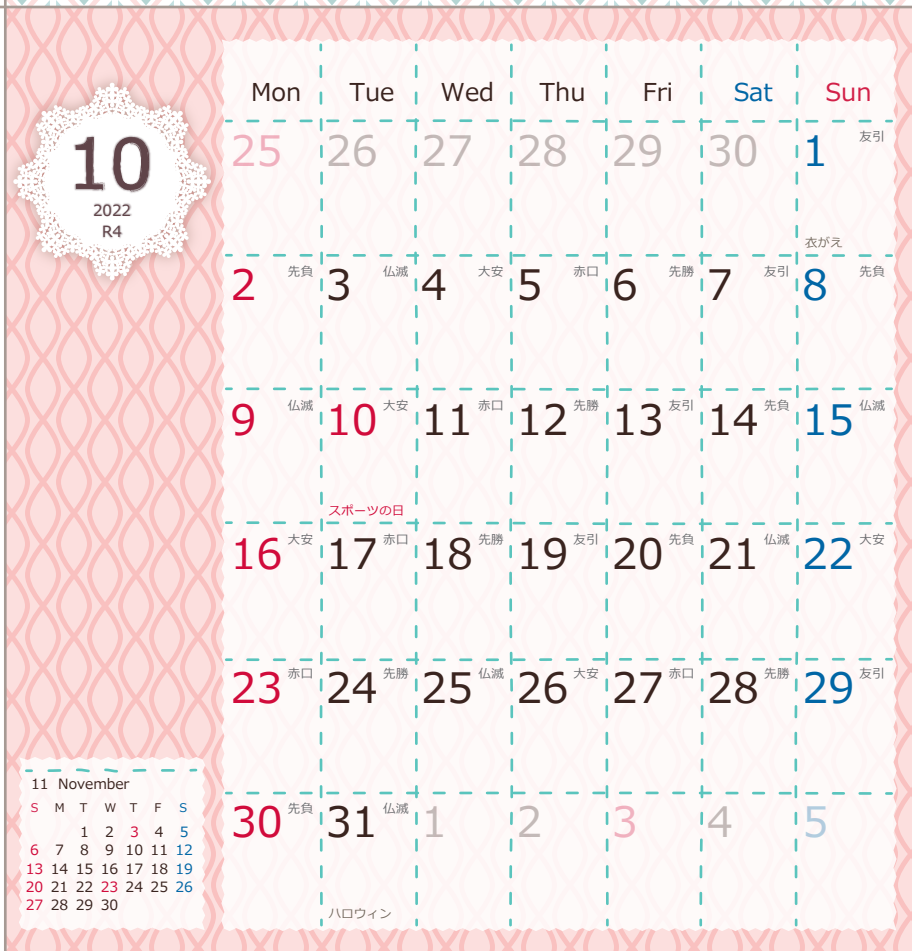 10
2022
R4
Mon Tue Wed Thu Fri Sat Sun
25 26 27 28 29 30 1 友引
衣がえ
2 先負 3 仏滅 4 大安 5 赤口 6 先勝 7 友引 8 先負
9 仏滅 10 大安 11 赤口 12 先勝 13 友引 14 先負 15 仏滅
スポーツの日
16 大安 17 赤口 18 先勝 19 友引 20 先負 21 仏滅 22 大安
23 赤口 24 先勝 25 仏滅 26 大安 27 赤口 28 先勝 29 友引
30 先負 31 仏滅 1 2 3 4 5
ハロウィン
11 November
S M T W T F S
1 2 3 4 5
6 7 8 9 10 11 12
13 14 15 16 17 18 19
20 21 22 23 24 25 26
27 28 29 30